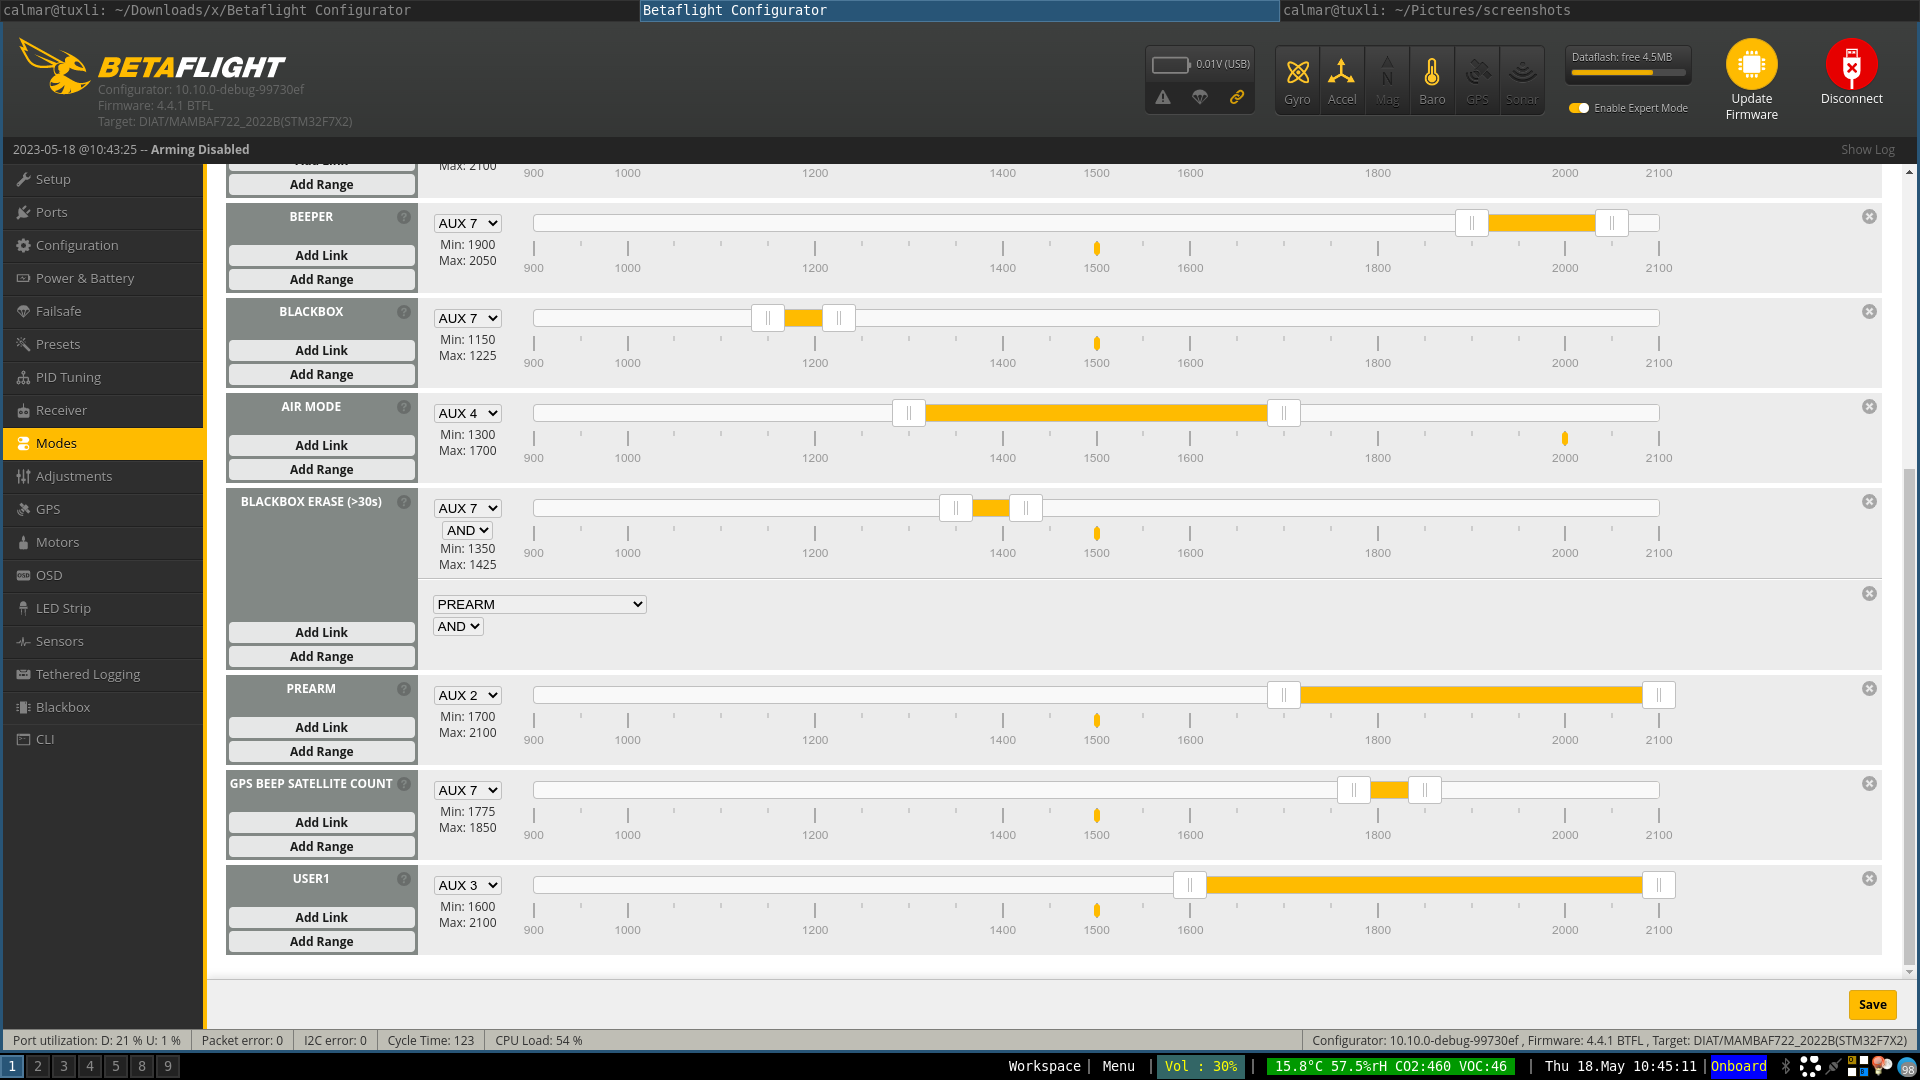 calmar@tuxli: ~/Downloads/x/Betaflight Configurator
Betaflight Configurator
calmar@tuxli: ~/Pictures/screenshots
BETAFLIGHT
Configurator: 10.10.0-debug-99730ef
Firmware: 4.4.1 BTFL
Target: DIAT/MAMBAF722_2022B(STM32F7X2)
0.01V (USB)
Gyro
Accel
Mag
Baro
GPS
Sonar
Dataflash: free 4.5MB
Enable Expert Mode
Update Firmware
Disconnect
2023-05-18 @10:43:25 -- Arming Disabled
Show Log
Setup
Ports
Configuration
Power & Battery
Failsafe
Presets
PID Tuning
Receiver
Modes
Adjustments
GPS
Motors
OSD
LED Strip
Sensors
Tethered Logging
Blackbox
CLI
Add Link
Add Range
Max: 2100
900 1000 1200 1400 1500 1600 1800 2000 2100
BEEPER
Add Link
Add Range
AUX 7
Min: 1900
Max: 2050
900 1000 1200 1400 1500 1600 1800 2000 2100
BLACKBOX
Add Link
Add Range
AUX 7
Min: 1150
Max: 1225
900 1000 1200 1400 1500 1600 1800 2000 2100
AIR MODE
Add Link
Add Range
AUX 4
Min: 1300
Max: 1700
900 1000 1200 1400 1500 1600 1800 2000 2100
BLACKBOX ERASE (>30s)
Add Link
Add Range
AUX 7
AND
Min: 1350
Max: 1425
900 1000 1200 1400 1500 1600 1800 2000 2100
PREARM
AND
PREARM
Add Link
Add Range
AUX 2
Min: 1700
Max: 2100
900 1000 1200 1400 1500 1600 1800 2000 2100
GPS BEEP SATELLITE COUNT
Add Link
Add Range
AUX 7
Min: 1775
Max: 1850
900 1000 1200 1400 1500 1600 1800 2000 2100
USER1
Add Link
Add Range
AUX 3
Min: 1600
Max: 2100
900 1000 1200 1400 1500 1600 1800 2000 2100
Save
Port utilization: D: 21 % U: 1 %
Packet error: 0
I2C error: 0
Cycle Time: 123
CPU Load: 54 %
Configurator: 10.10.0-debug-99730ef , Firmware: 4.4.1 BTFL , Target: DIAT/MAMBAF722_2022B(STM32F7X2)
1 2 3 4 5 8 9
Workspace| Menu | Vol : 30% | 15.8°C 57.5%rH CO2:460 VOC:46 | Thu 18.May 10:45:11 |Onboard
98